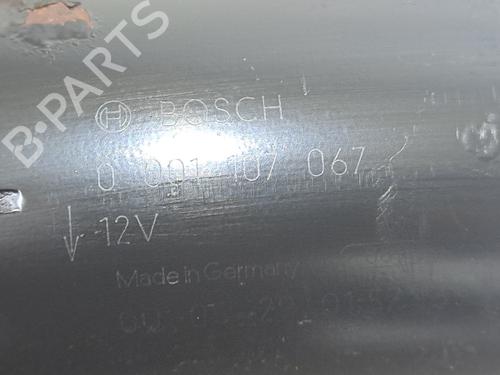 B-PARTS
BOSCH
0 001 107 067
12V
Made in Germany